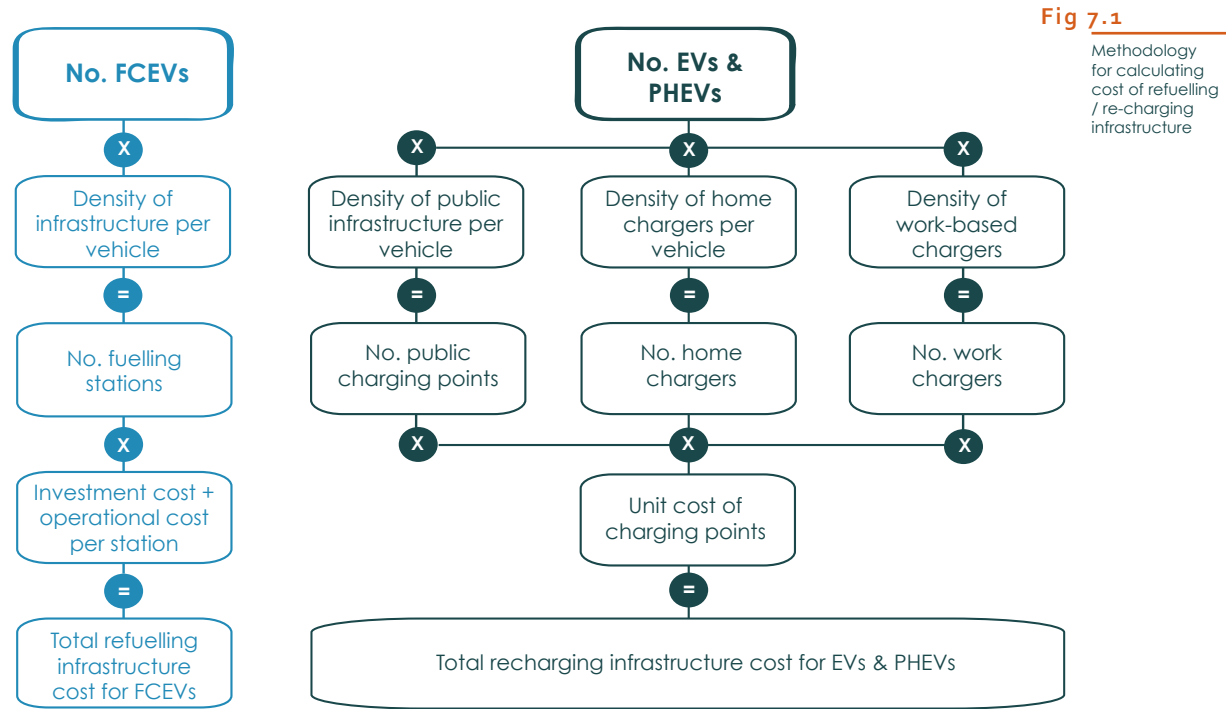 Fig 7.1
Methodology
for calculating
cost of refuelling
/ re-charging
infrastructure
No. FCEVs
X
Density of
infrastructure per
vehicle
=
No. fuelling
stations
X
Investment cost +
operational cost
per station
=
Total refuelling
infrastructure
cost for FCEVs
No. EVs &
PHEVs
X
X
X
Density of public
infrastructure per
vehicle
Density of home
chargers per
vehicle
Density of
work-based
chargers
=
=
=
No. public
charging points
No. home
chargers
No. work
chargers
X
X
X
Unit cost of
charging points
=
Total recharging infrastructure cost for EVs & PHEVs